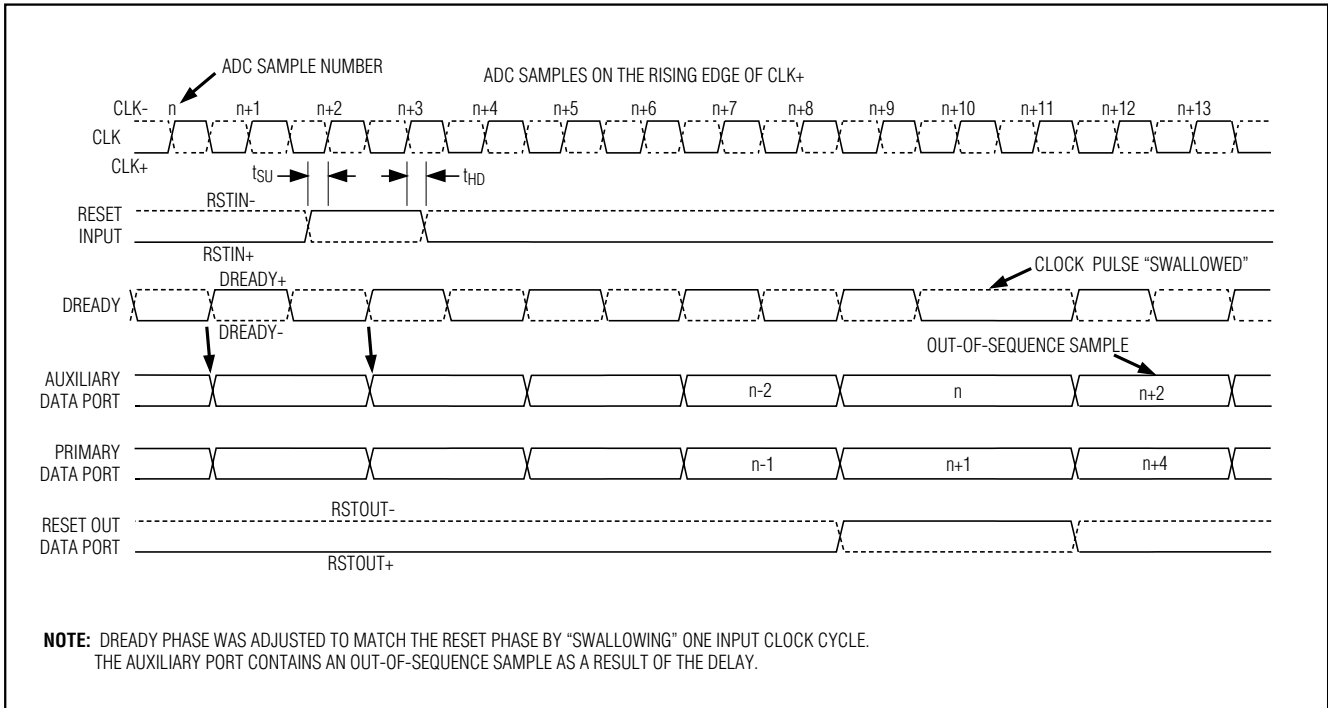 ADC SAMPLE NUMBER
ADC SAMPLES ON THE RISING EDGE OF CLK+
CLK- n n+1 n+2 n+3 n+4 n+5 n+6 n+7 n+8 n+9 n+10 n+11 n+12 n+13
CLK
CLK+
tSU tHD
RSTIN-
RESET
INPUT
RSTIN+
CLOCK PULSE “SWALLOWED”
DREADY+
DREADY
DREADY-
OUT-OF-SEQUENCE SAMPLE
AUXILIARY
DATA PORT
n-2 n n+2
PRIMARY
DATA PORT
n-1 n+1 n+4
RESET OUT
DATA PORT
RSTOUT-
RSTOUT+
NOTE: DREADY PHASE WAS ADJUSTED TO MATCH THE RESET PHASE BY “SWALLOWING” ONE INPUT CLOCK CYCLE.
THE AUXILIARY PORT CONTAINS AN OUT-OF-SEQUENCE SAMPLE AS A RESULT OF THE DELAY.